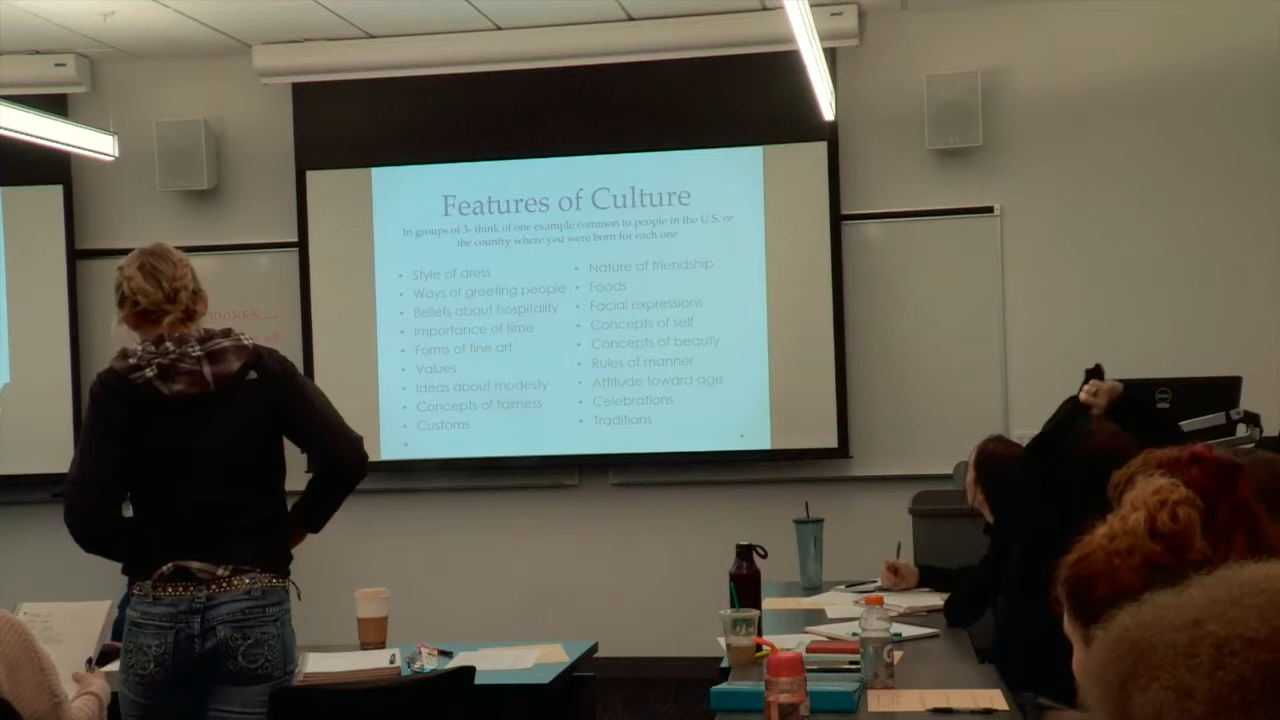 Features of Culture
In groups of 3- think of one example common to people in the U.S. or
the country where you were born for each one
• Style of dress
• Ways of greeting people
• Beliefs about hospitality
• Importance of time
• Forms of fine art
• Values
• Ideas about modesty
• Concepts of fairness
• Customs
• Nature of friendship
• Foods
• Facial expressions
• Concepts of self
• Concepts of beauty
• Rules of manner
• Attitude toward age
• Celebrations
• Traditions
DELL